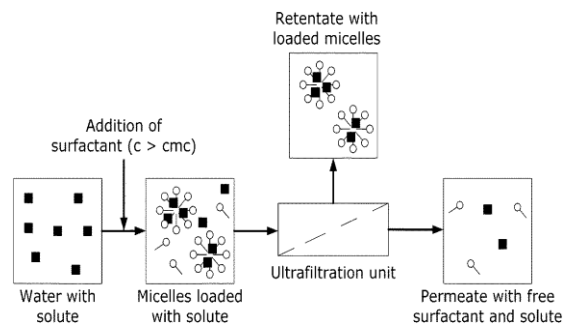 Retentate with
loaded micelles
Addition of
surfactant (c > cmc)
Water with
solute
Micelles loaded
with solute
Ultrafiltration unit
Permeate with free
surfactant and solute